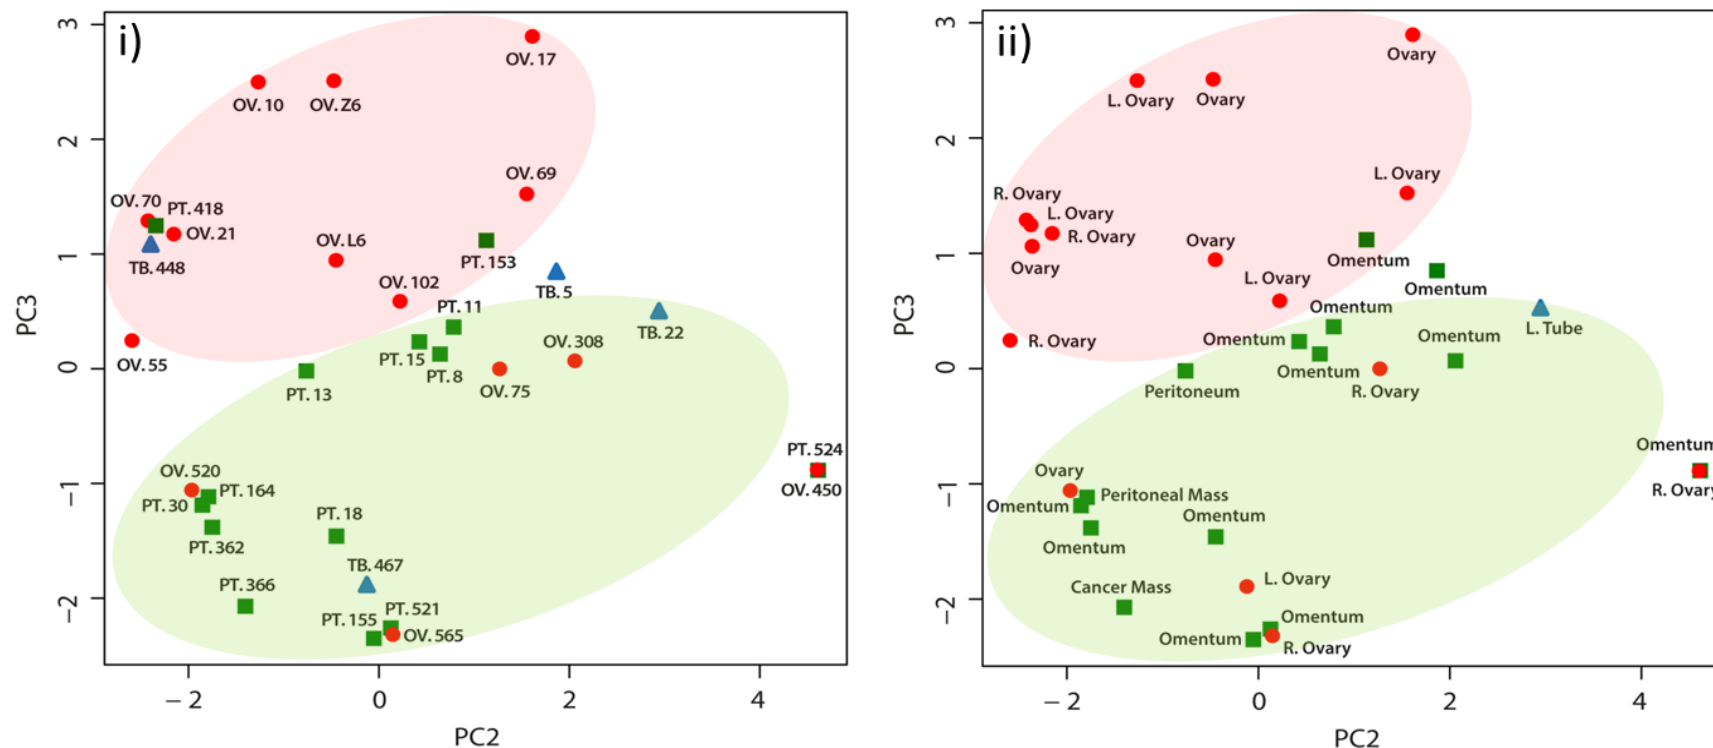 i)
OV. 17
OV. 10
OV. Z6
OV. 69
OV. 70
PT. 418
OV. 21
TB. 448
OV. L6
PT. 153
OV. 102
TB. 5
PT. 11
TB. 22
OV. 55
PT. 15
OV. 308
PT. 8
OV. 75
PT. 13
PT. 524
OV. 450
OV. 520
PT. 164
PT. 30
PT. 18
PT. 362
TB. 467
PT. 366
PT. 521
PT. 155
OV. 565
3
2
1
0
−1
−2
PC3
−2
0
2
4
PC2
ii)
Ovary
L. Ovary
Ovary
L. Ovary
R. Ovary
L. Ovary
R. Ovary
Ovary
Ovary
Omentum
L. Ovary
Omentum
Omentum
L. Tube
R. Ovary
Omentum
Omentum
Omentum
Peritoneum
R. Ovary
Omentum
R. Ovary
Ovary
Peritoneal Mass
Omentum
Omentum
Omentum
L. Ovary
Cancer Mass
Omentum
Omentum
R. Ovary
3
2
1
0
−1
−2
PC3
−2
0
2
4
PC2